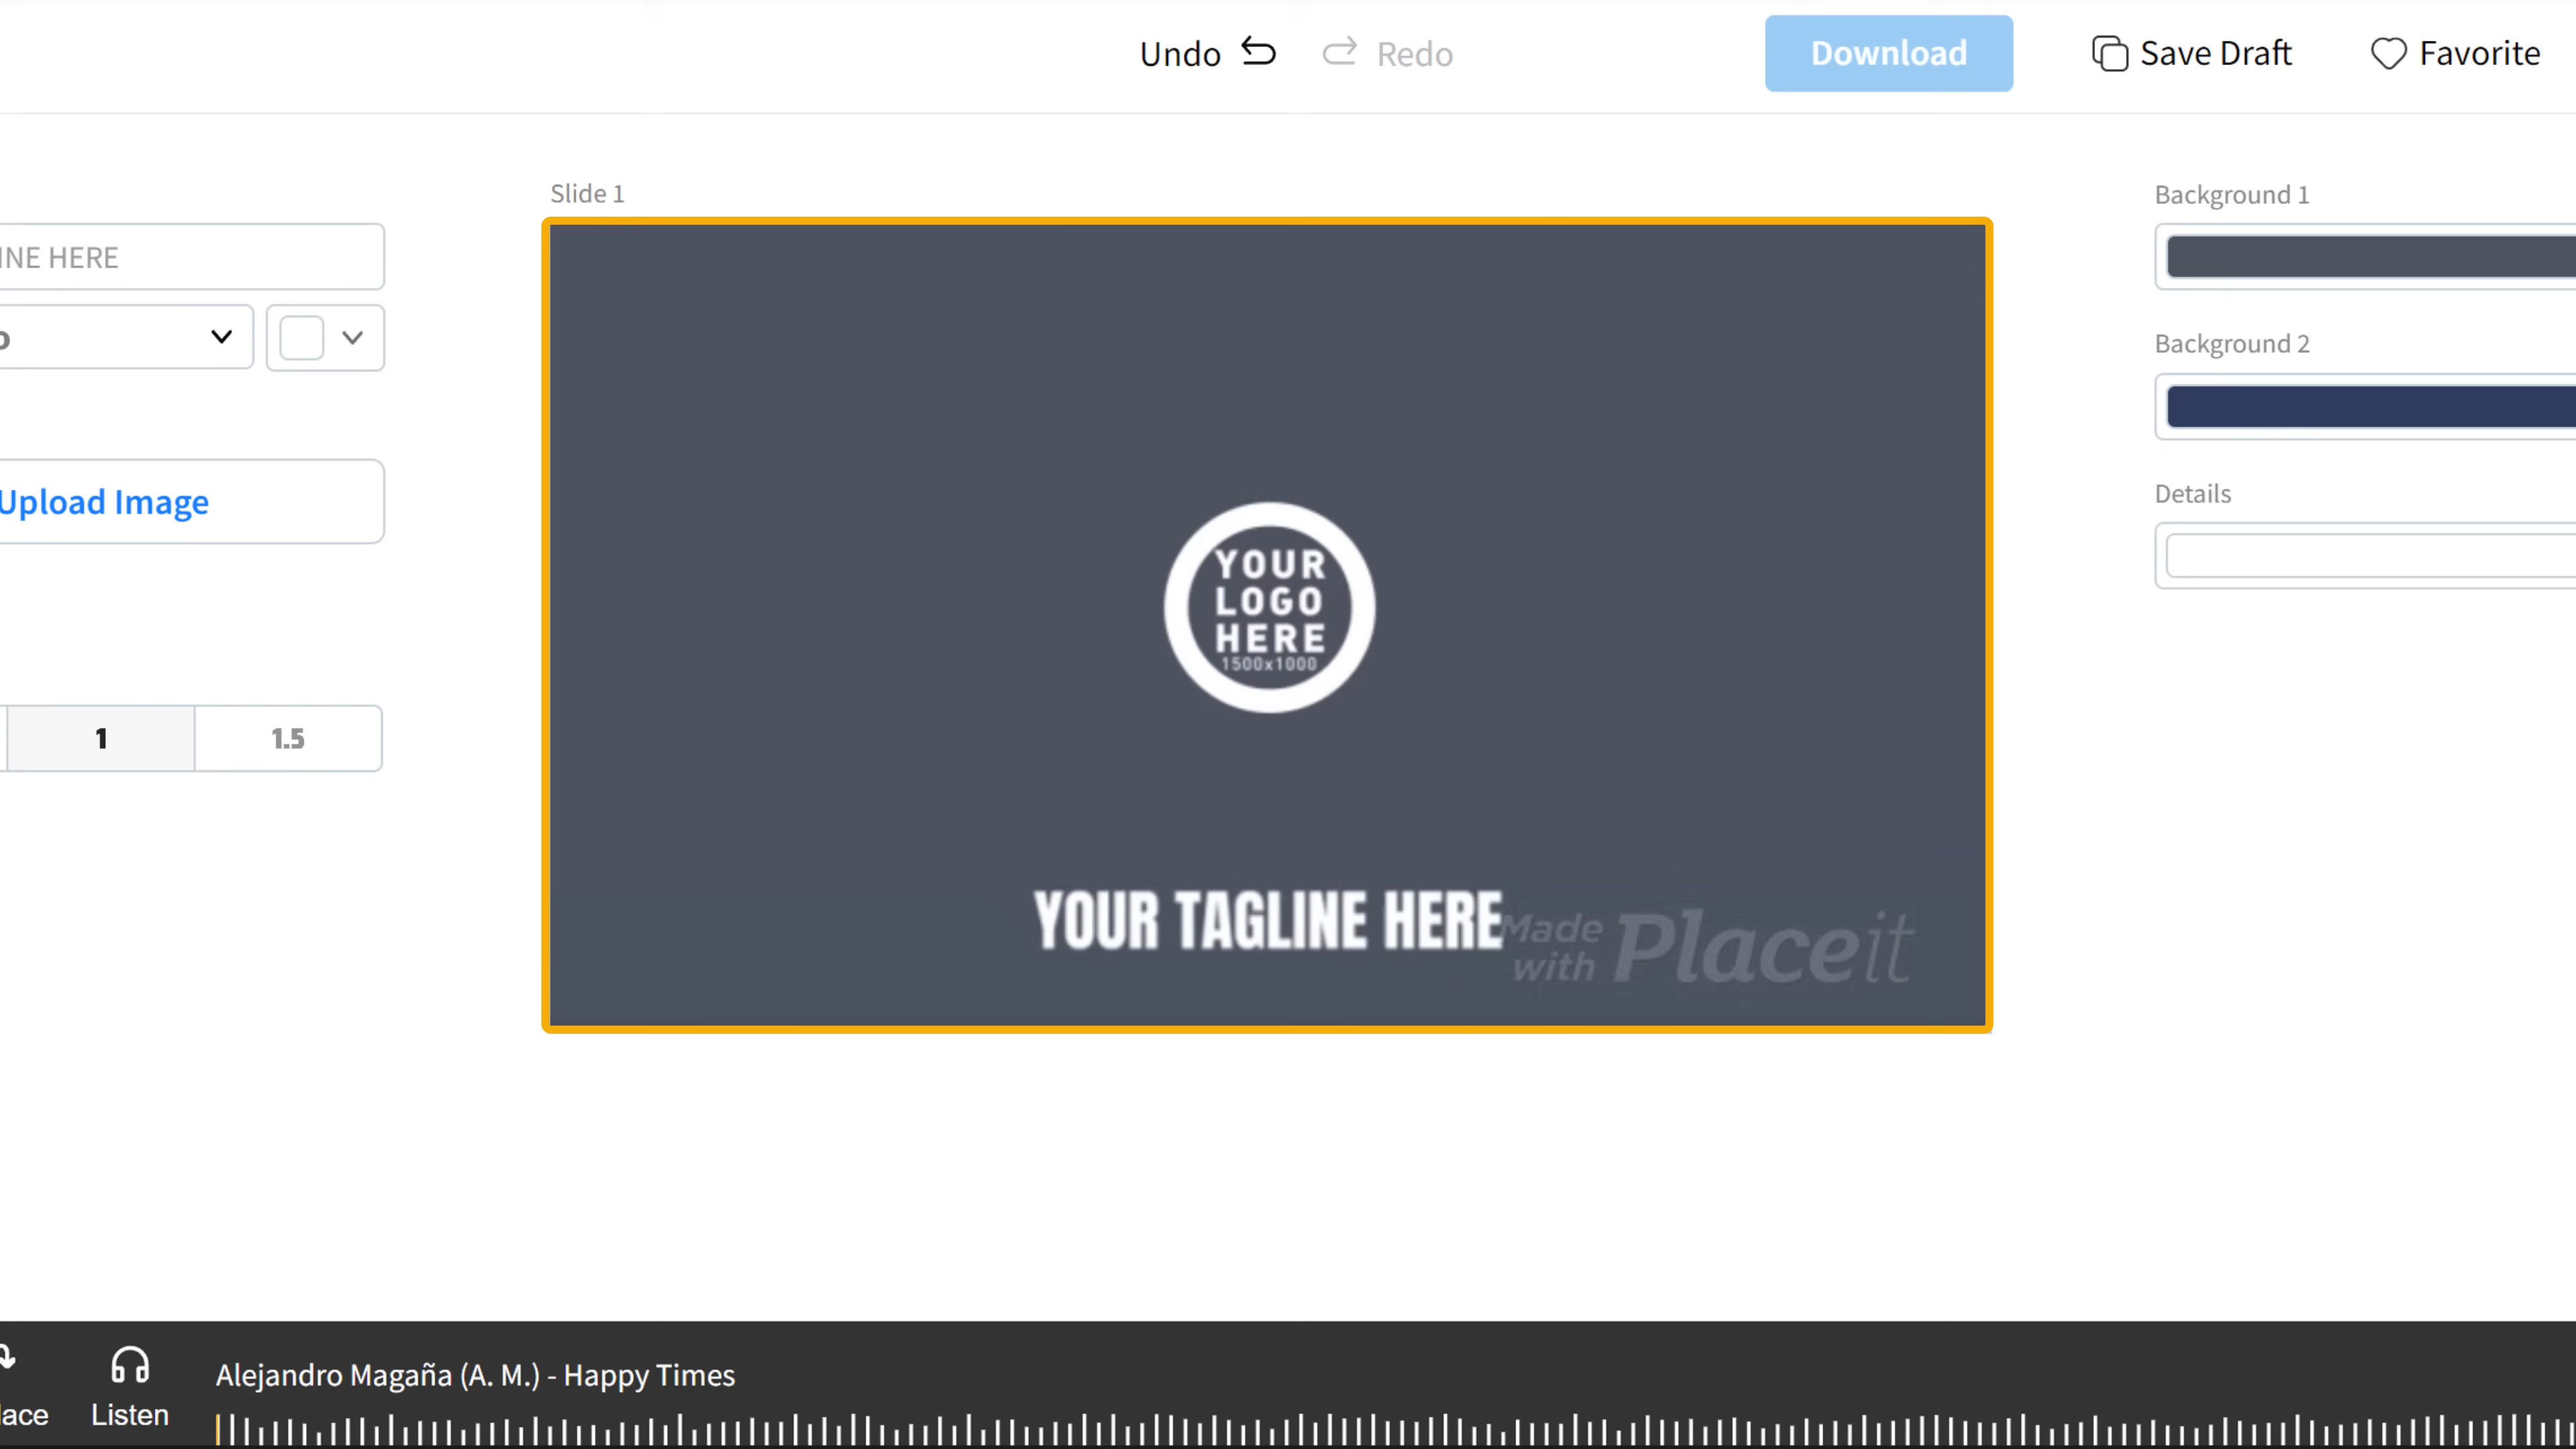 Undo
Redo
Download
Save Draft
Favorite
Slide 1
Background 1
INE HERE
Background 2
Upload Image
Details
YOUR
LOGO
HERE
1500x1000
1
1.5
YOUR TAGLINE HERE
Made
with
Placeit
Alejandro Magaña (A. M.) - Happy Times
lace
Listen